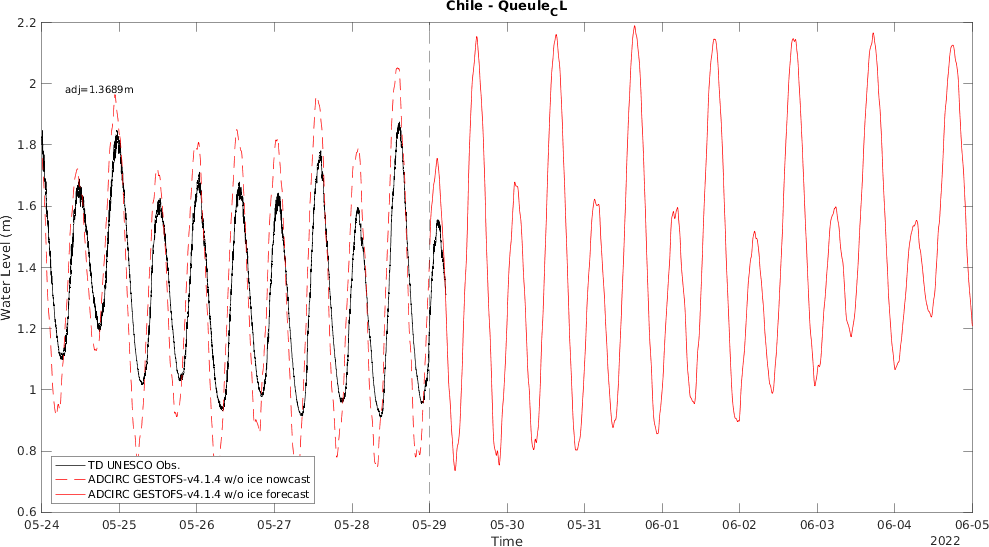 Chile - Queule_CL
2.2
2
1.8
1.6
1.4
1.2
1
0.8
0.6
Water Level (m)
adj=1.3689m
TD UNESCO Obs.
ADCIRC GESTOFS-v4.1.4 w/o ice nowcast
ADCIRC GESTOFS-v4.1.4 w/o ice forecast
05-24 05-25 05-26 05-27 05-28 05-29 05-30 05-31 06-01 06-02 06-03 06-04 06-05
Time
2022